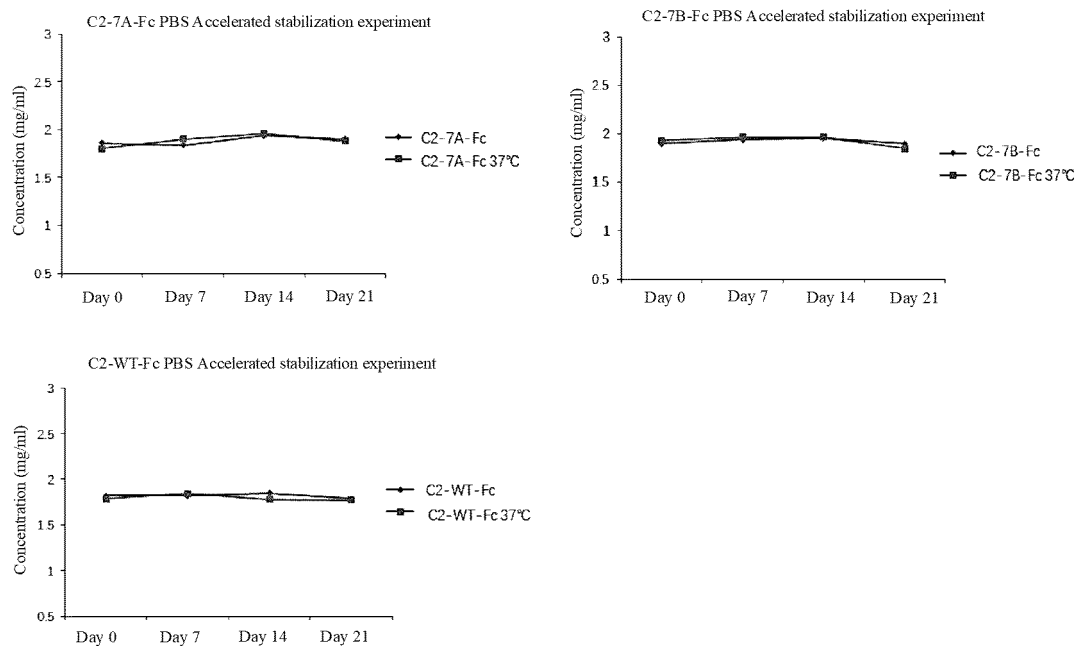 C2-7A-Fc PBS Accelerated stabilization experiment
3
2.5
2
1.5
1
0.5
Concentration (mg/ml)
Day 0 Day 7 Day 14 Day 21
C2-7A-Fc
C2-7A-Fc 37°C
C2-7B-Fc PBS Accelerated stabilization experiment
3
2.5
2
1.5
1
0.5
Concentration (mg/ml)
Day 0 Day 7 Day 14 Day 21
C2-7B-Fc
C2-7B-Fc 37°C
C2-WT-Fc PBS Accelerated stabilization experiment
3
2.5
2
1.5
1
0.5
Concentration (mg/ml)
Day 0 Day 7 Day 14 Day 21
C2-WT-Fc
C2-WT-Fc 37°C